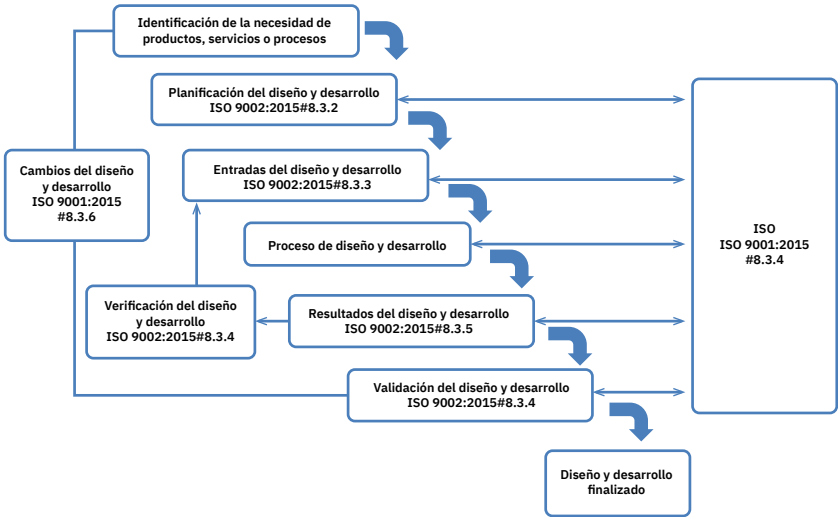 Identificación de la necesidad de
productos, servicios o procesos
Planificación del diseño y desarrollo
ISO 9002:2015#8.3.2
Cambios del diseño
y desarrollo
ISO 9001:2015
#8.3.6
Entradas del diseño y desarrollo
ISO 9002:2015#8.3.3
Proceso de diseño y desarrollo
ISO
ISO 9001:2015
#8.3.4
Verificación del diseño
y desarrollo
ISO 9002:2015#8.3.4
Resultados del diseño y desarrollo
ISO 9002:2015#8.3.5
Validación del diseño y desarrollo
ISO 9002:2015#8.3.4
Diseño y desarrollo
finalizado